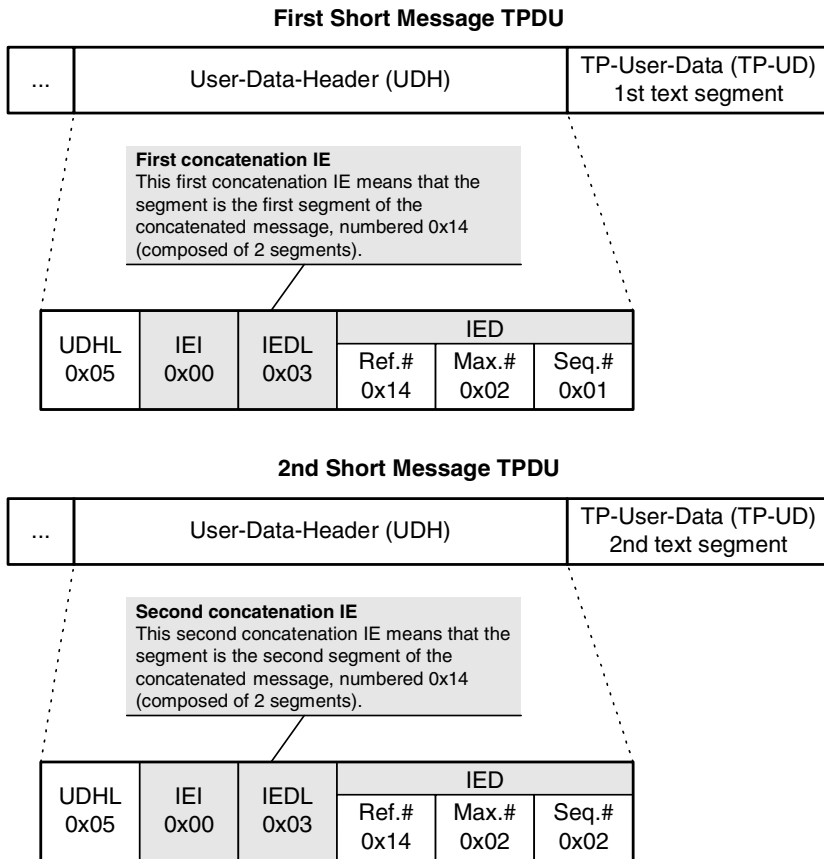 First Short Message TPDU
...
User-Data-Header (UDH)
TP-User-Data (TP-UD)
1st text segment
First concatenation IE
This first concatenation IE means that the
segment is the first segment of the
concatenated message, numbered 0x14
(composed of 2 segments).
UDHL
0x05
IEI
0x00
IEDL
0x03
IED
Ref.#
0x14
Max.#
0x02
Seq.#
0x01
2nd Short Message TPDU
...
User-Data-Header (UDH)
TP-User-Data (TP-UD)
2nd text segment
Second concatenation IE
This second concatenation IE means that the
segment is the second segment of the
concatenated message, numbered 0x14
(composed of 2 segments).
UDHL
0x05
IEI
0x00
IEDL
0x03
IED
Ref.#
0x14
Max.#
0x02
Seq.#
0x02